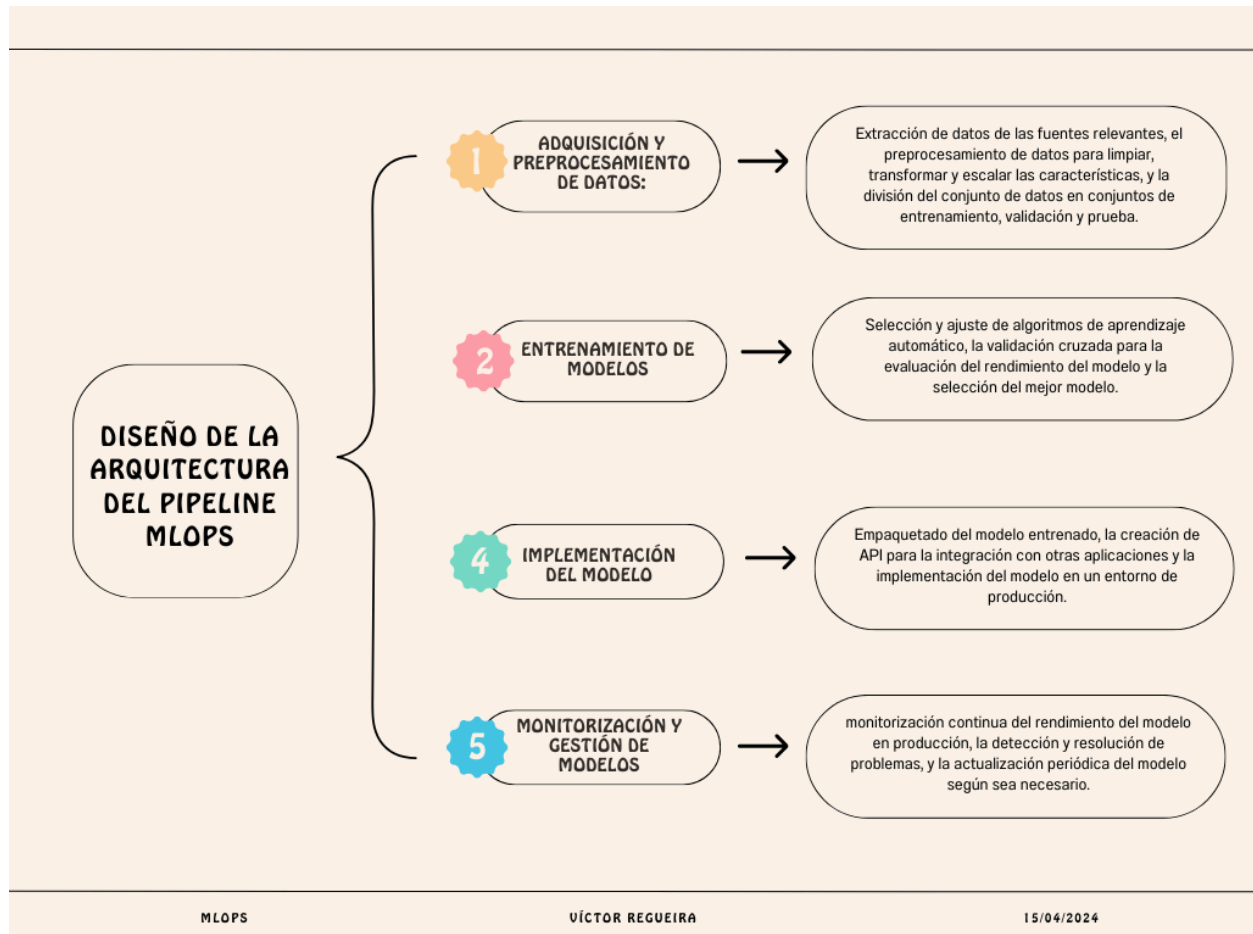 DISEÑO DE LA
ARQUITECTURA
DEL PIPELINE
MLOPS
1
ADQUISICIÓN Y
PREPROCESAMIENTO
DE DATOS:
Extracción de datos de las fuentes relevantes, el
preprocesamiento de datos para limpiar,
transformar y escalar las características, y la
división del conjunto de datos en conjuntos de
entrenamiento, validación y prueba.
2
ENTRENAMIENTO DE
MODELOS
Selección y ajuste de algoritmos de aprendizaje
automático, la validación cruzada para la
evaluación del rendimiento del modelo y la
selección del mejor modelo.
4
IMPLEMENTACIÓN
DEL MODELO
Empaquetado del modelo entrenado, la creación de
API para la integración con otras aplicaciones y la
implementación del modelo en un entorno de
producción.
5
MONITORIZACIÓN Y
GESTIÓN DE
MODELOS
monitorización continua del rendimiento del modelo
en producción, la detección y resolución de
problemas, y la actualización periódica del modelo
según sea necesario.
MLOPS
VÍCTOR REGUEIRA
15/04/2024